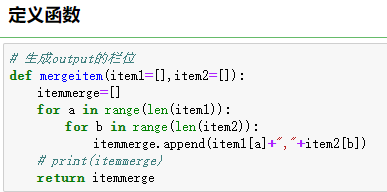 定义函数
# 生成output的栏位
def mergeitem(item1=[],item2=[]):
    itemmerge=[]
    for a in range(len(item1)):
        for b in range(len(item2)):
            itemmerge.append(item1[a]+","+item2[b])
    # print(itemmerge)
    return itemmerge